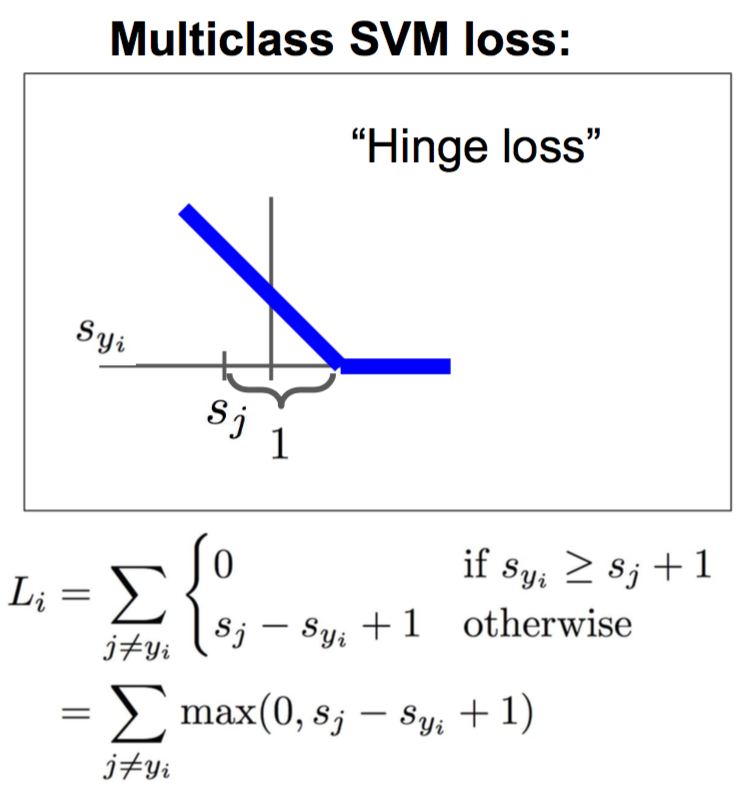 Multiclass SVM loss:
“Hinge loss”
s_{y_i}
s_j
1
L_i = \sum_{j \neq y_i} \begin{cases} 0 & \text{if } s_{y_i} \geq s_j + 1 \\ s_j - s_{y_i} + 1 & \text{otherwise} \end{cases}
= \sum_{j \neq y_i} \max(0, s_j - s_{y_i} + 1)